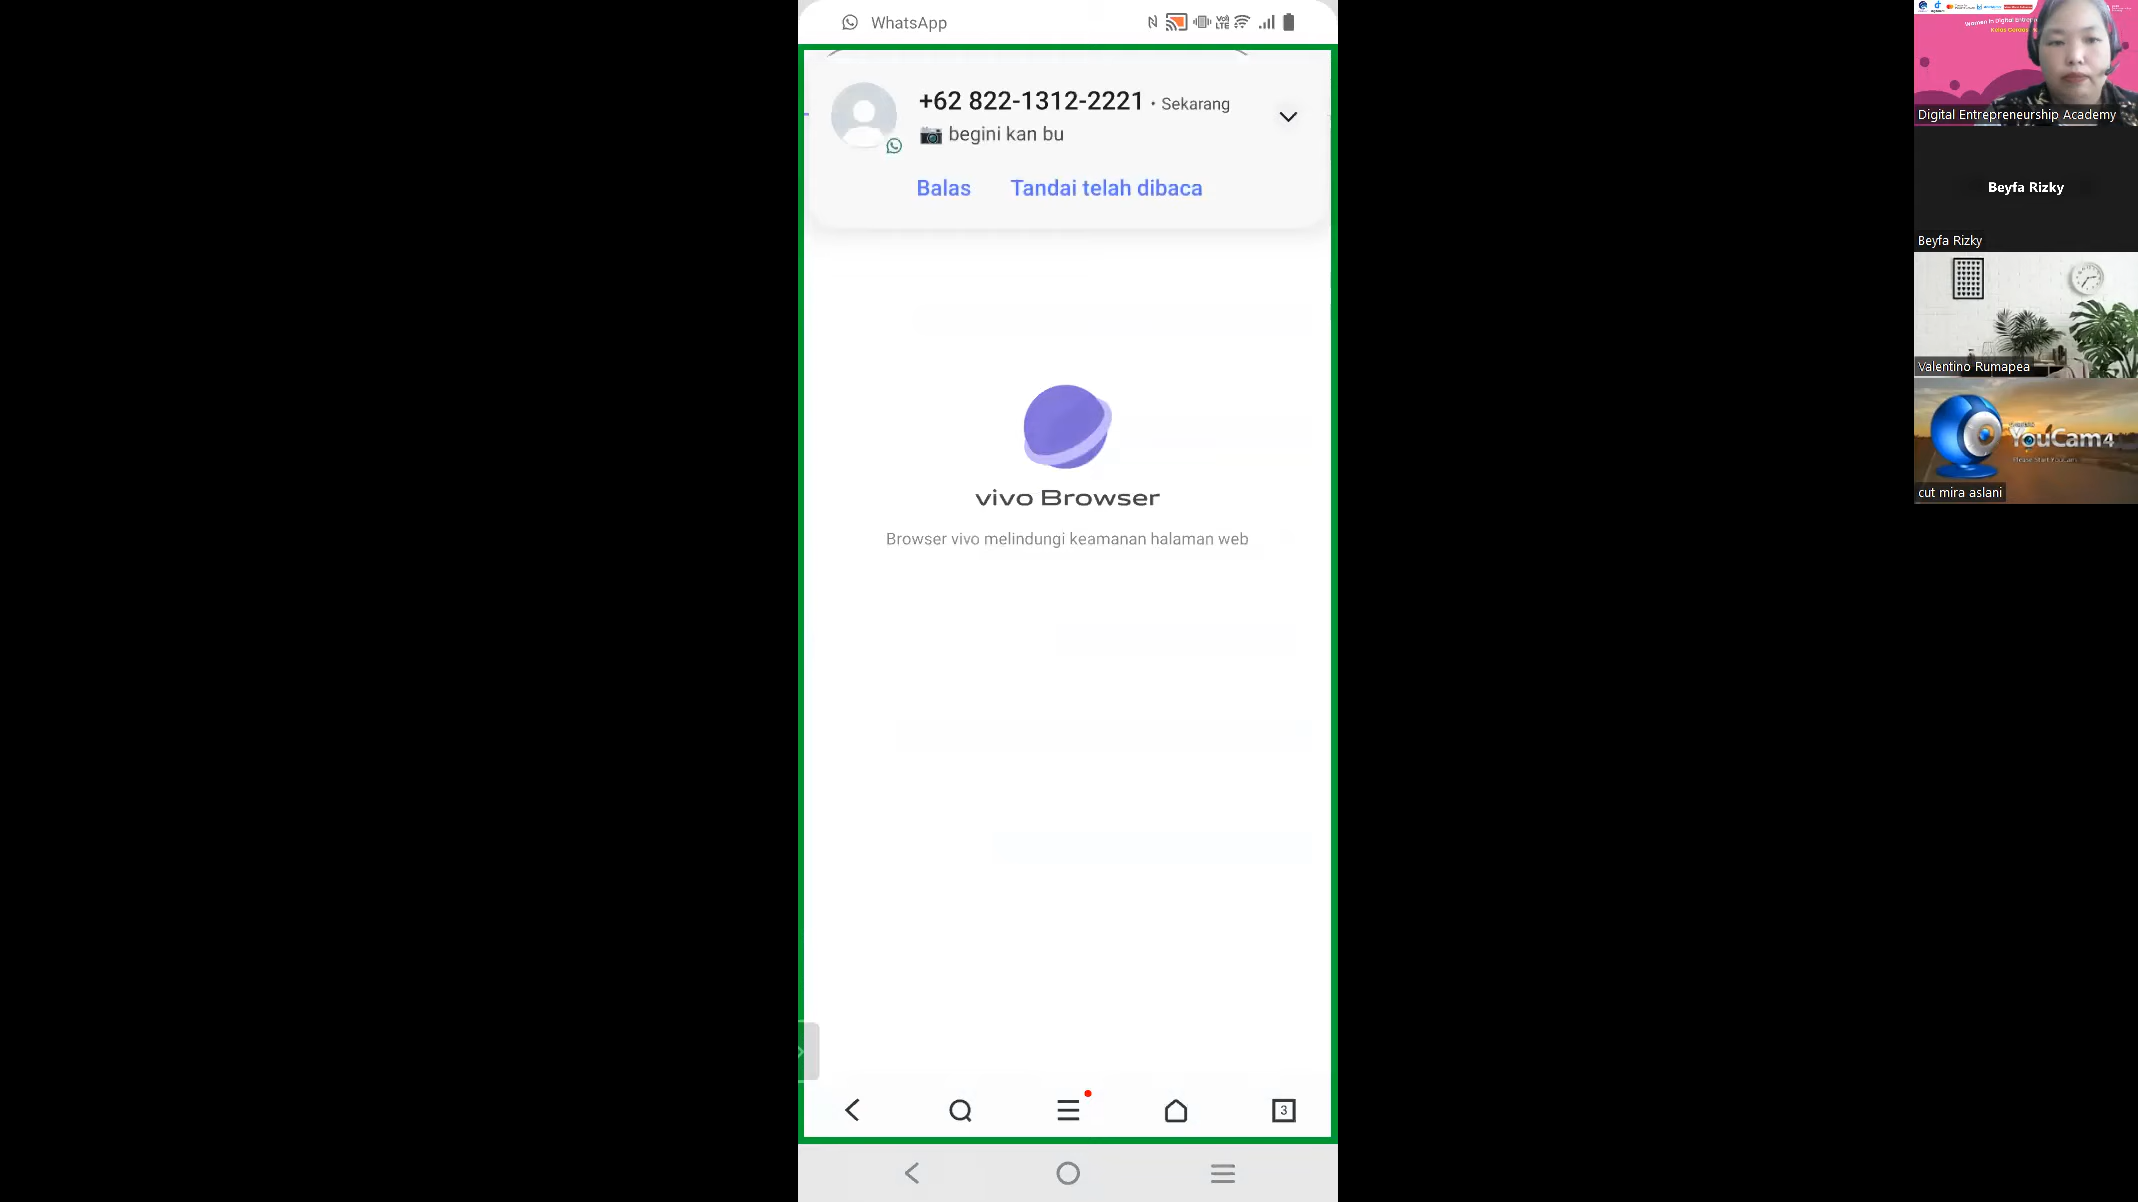 WhatsApp
+62 822-1312-2221 • Sekarang
📷 begini kan bu
Balas Tandai telah dibaca
vivo Browser
Browser vivo melindungi keamanan halaman web
3
Digital Entrepreneurship Academy
Beyfa Rizky
Beyfa Rizky
Valentino Rumapea
YouCam4
cut mira aslani